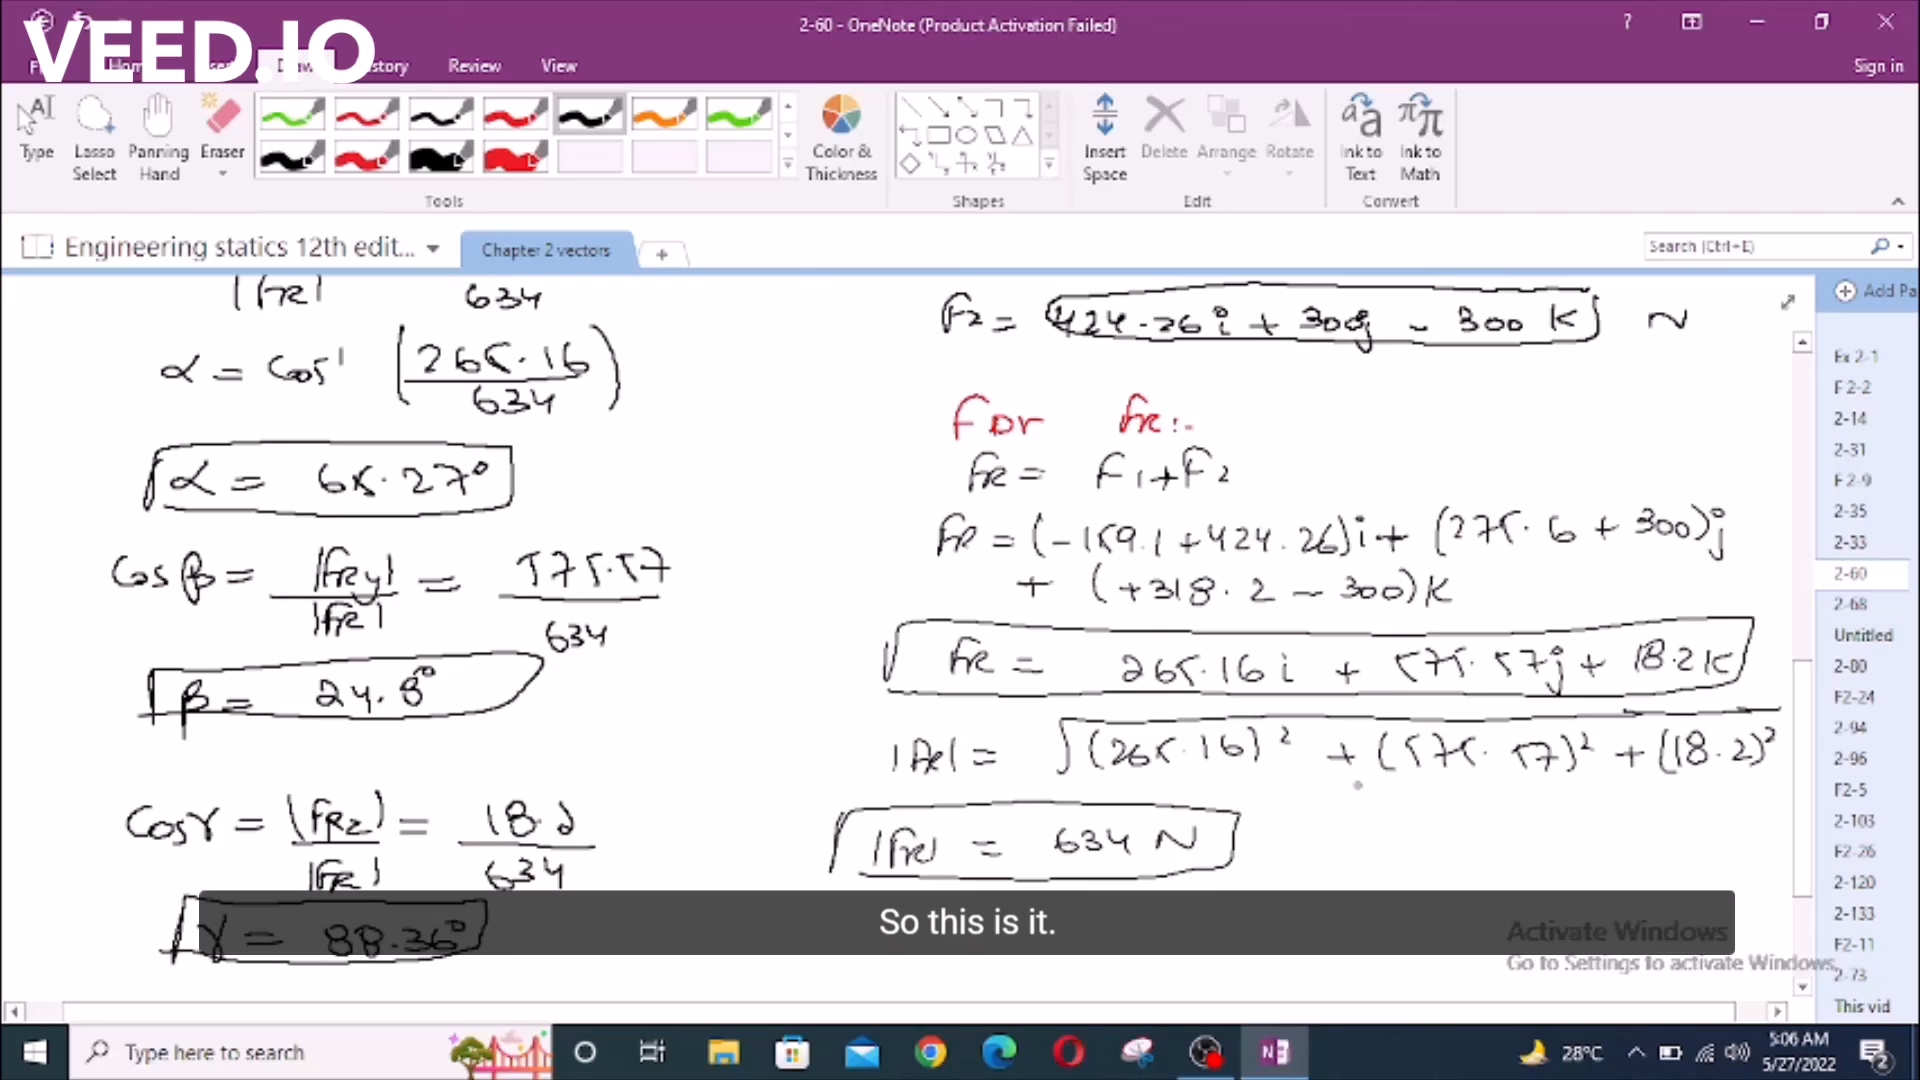 2-60 - OneNote (Product Activation Failed)
VEED.IO
Review View
Sign in
Type
Lasso Select
Panning Hand
Eraser
Color & Thickness
Insert Space
Delete
Arrange
Rotate
Ink to Text
Ink to Math
Tools
Shapes
Edit
Convert
Engineering statics 12th edit...
Chapter 2 vectors
Search (Ctrl+E)
Add Pa
|FR| 634
α = Cos⁻¹ (265.16 / 634)
α = 65.27°
Cosβ = |FRy| / |FR| = 575.57 / 634
β = 24.8°
Cosγ = |FRz| / |FR| = 18.2 / 634
γ = 88.36°
F2 = 424.26i + 300j - 300K N
For FR:-
FR = F1+F2
FR = (-159.1+424.26)i + (275.6+300)j
+ (+318.2-300)K
FR = 265.16i + 575.57j + 18.2K
|FR| = √(265.16)² + (575.57)² + (18.2)²
|FR| = 634 N
So this is it.
Ex 2-1
F 2-2
2-14
2-31
F 2-9
2-35
2-33
2-60
2-68
Untitled
2-80
F2-24
2-94
2-96
F2-5
2-103
F2-26
2-120
2-133
F2-11
2-73
This vid
Activate Windows
Go to Settings to activate Windows.
Type here to search
28°C
5:06 AM
5/27/2022
2